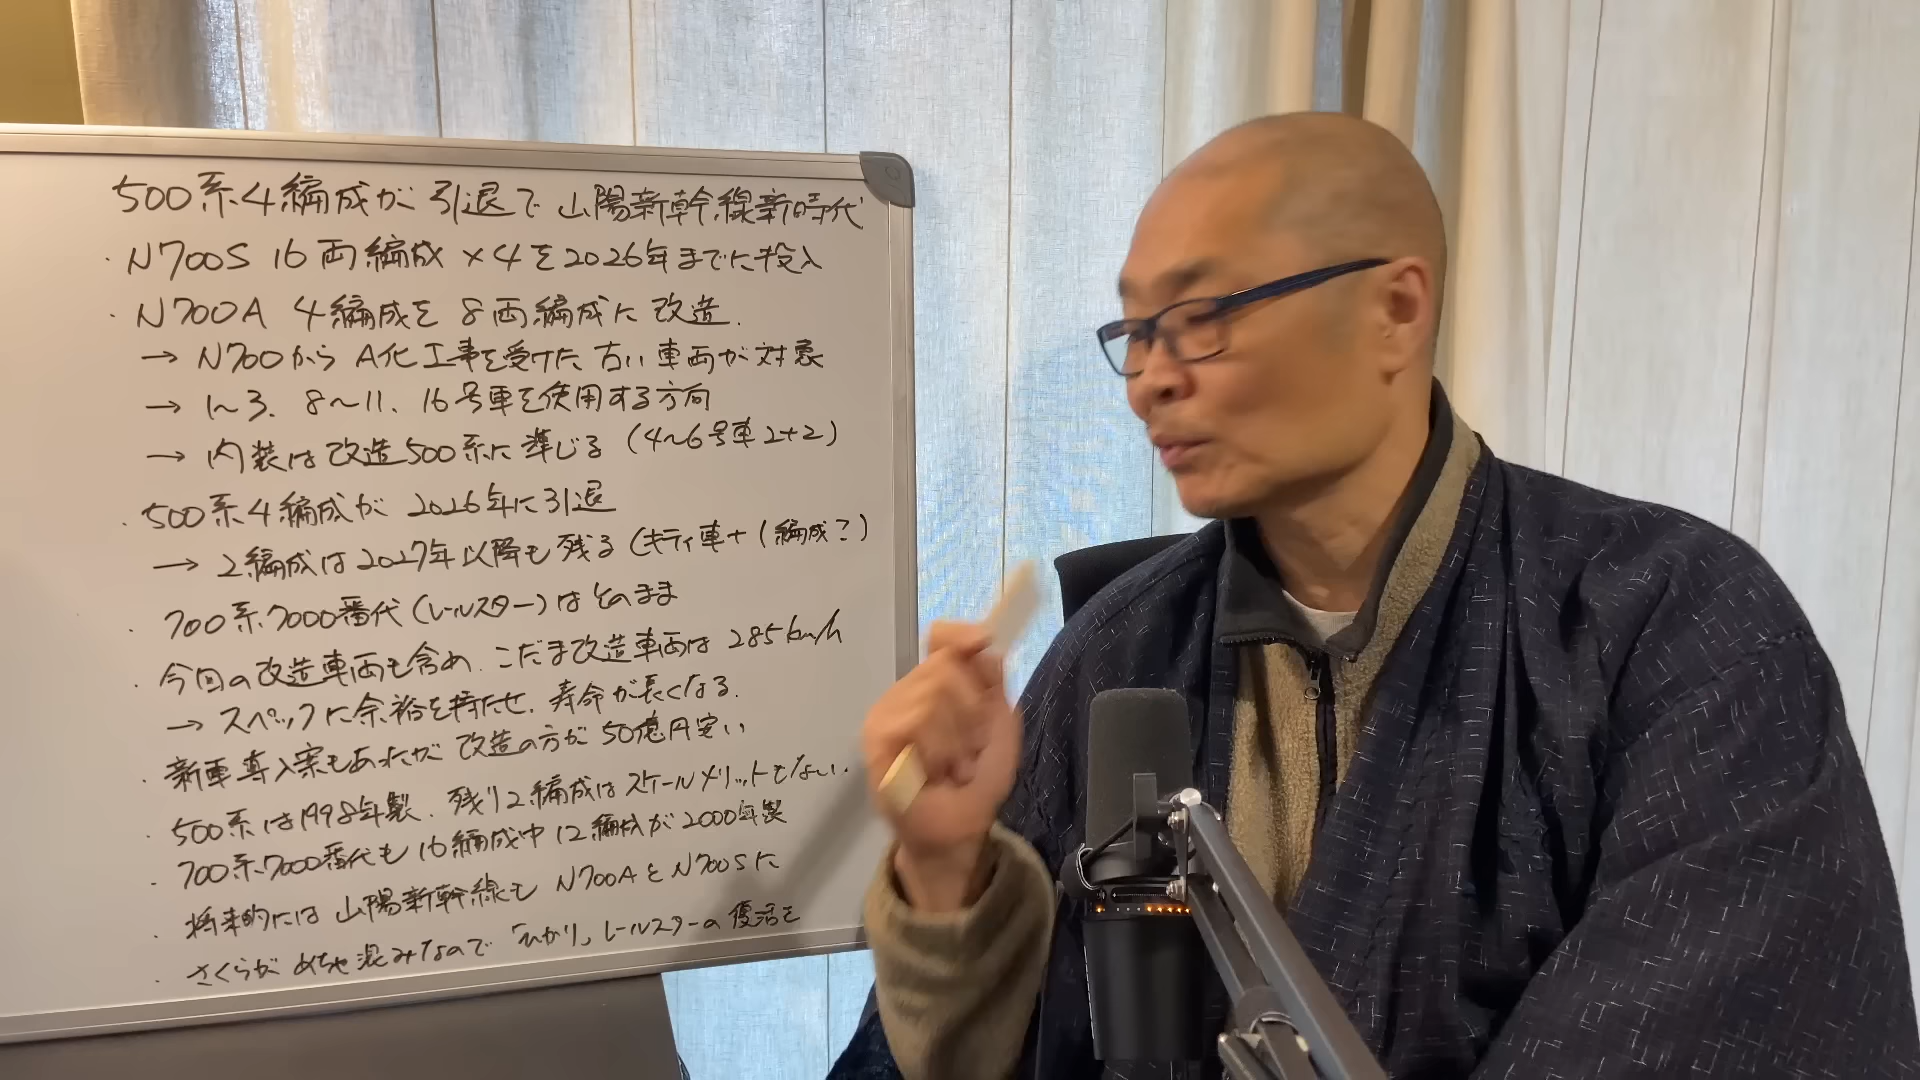 500系4編成が引退で山陽新幹線新時代
・N700S 16両編成×4を2026年までに投入
・N700A 4編成を8両編成に改造.
→ N700からA化工事を受けた古い車両が対象
→ 1~3. 8~11. 16号車を使用する方向
→ 内装は改造500系に準じる (4~6号車2+2)
・500系4編成が 2026年に引退
→ 2編成は2027年以降も残る (キティ車+1編成?)
・700系7000番代(レールスター)はそのまま
・今回の改造車両も含め. こだま改造車両は 285km/h
→ スペックに余裕を持たせ. 寿命が長くなる.
・新車導入案もあったが 改造の方が50億円安い
・500系は1998年製. 残り2編成はスケールメリットもない.
・700系7000番代も16編成中12編成が2000年製
・将来的には山陽新幹線も N700AとN700Sに
・さくらがめちゃ混みなので「ひかり」レールスターの復活を